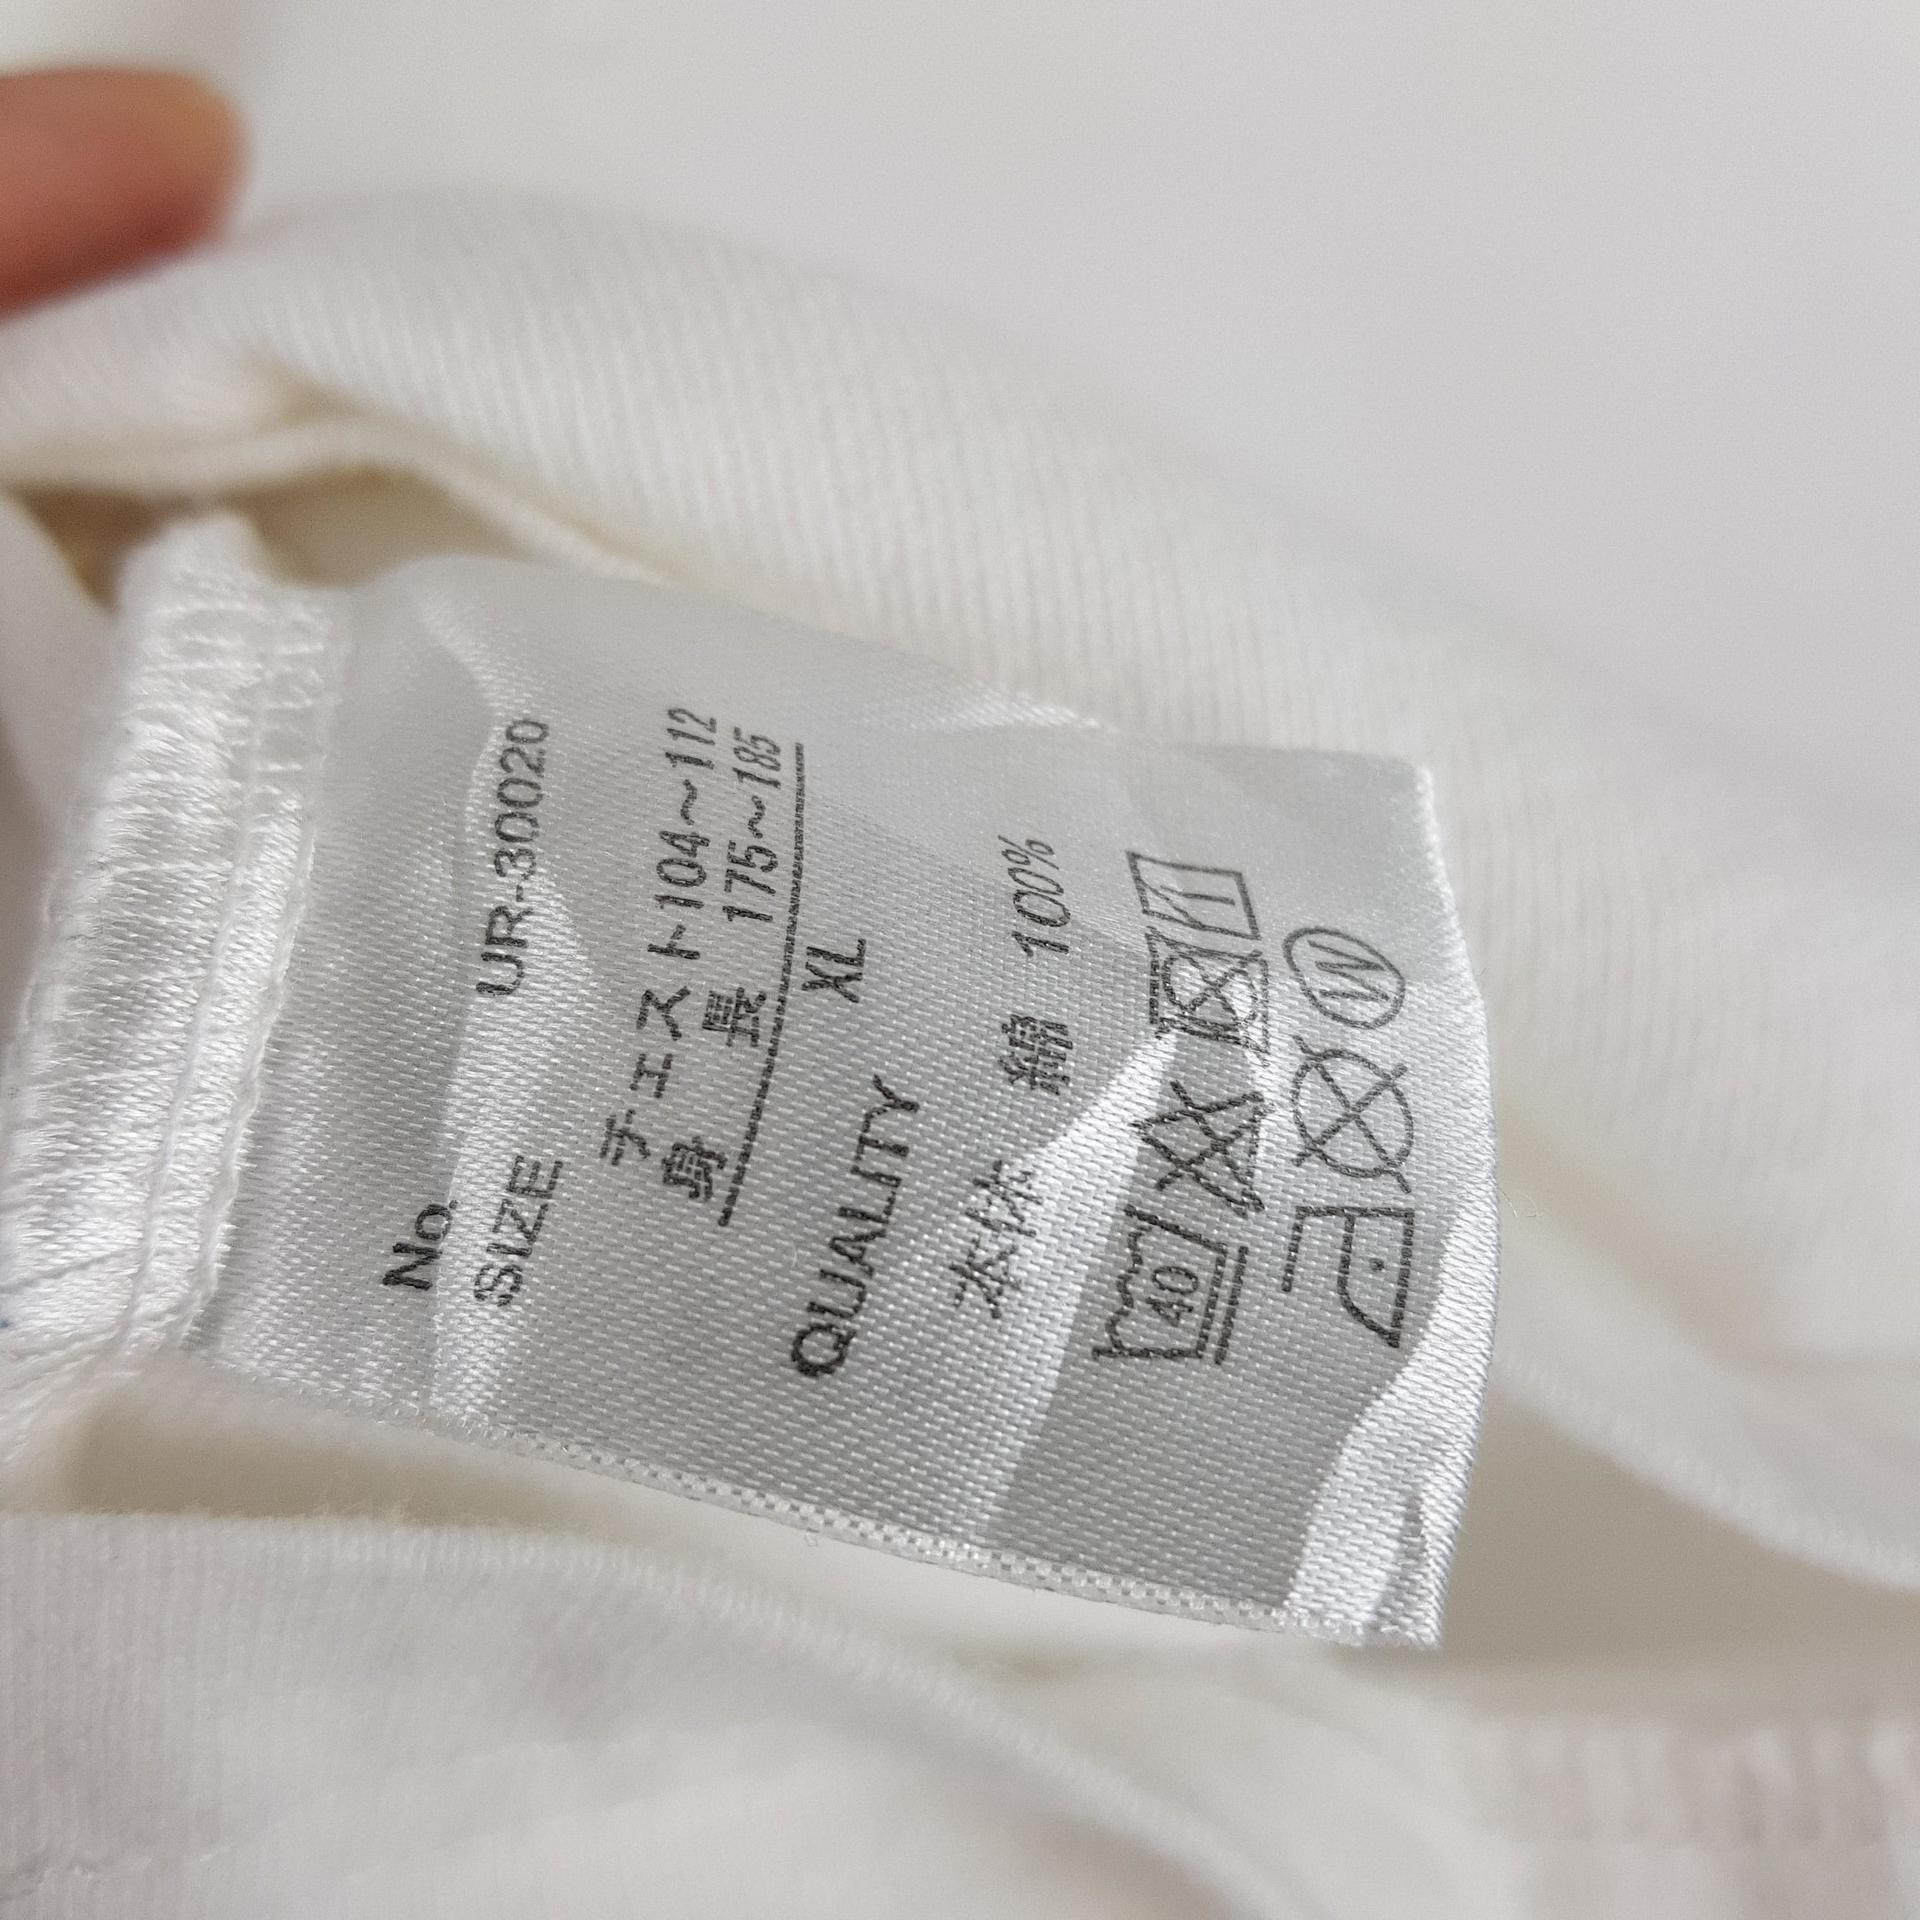 No. UR-30020
SIZE
チェスト104~112
身 長 175~185
XL
QUALITY
本体 綿 100%
40
W